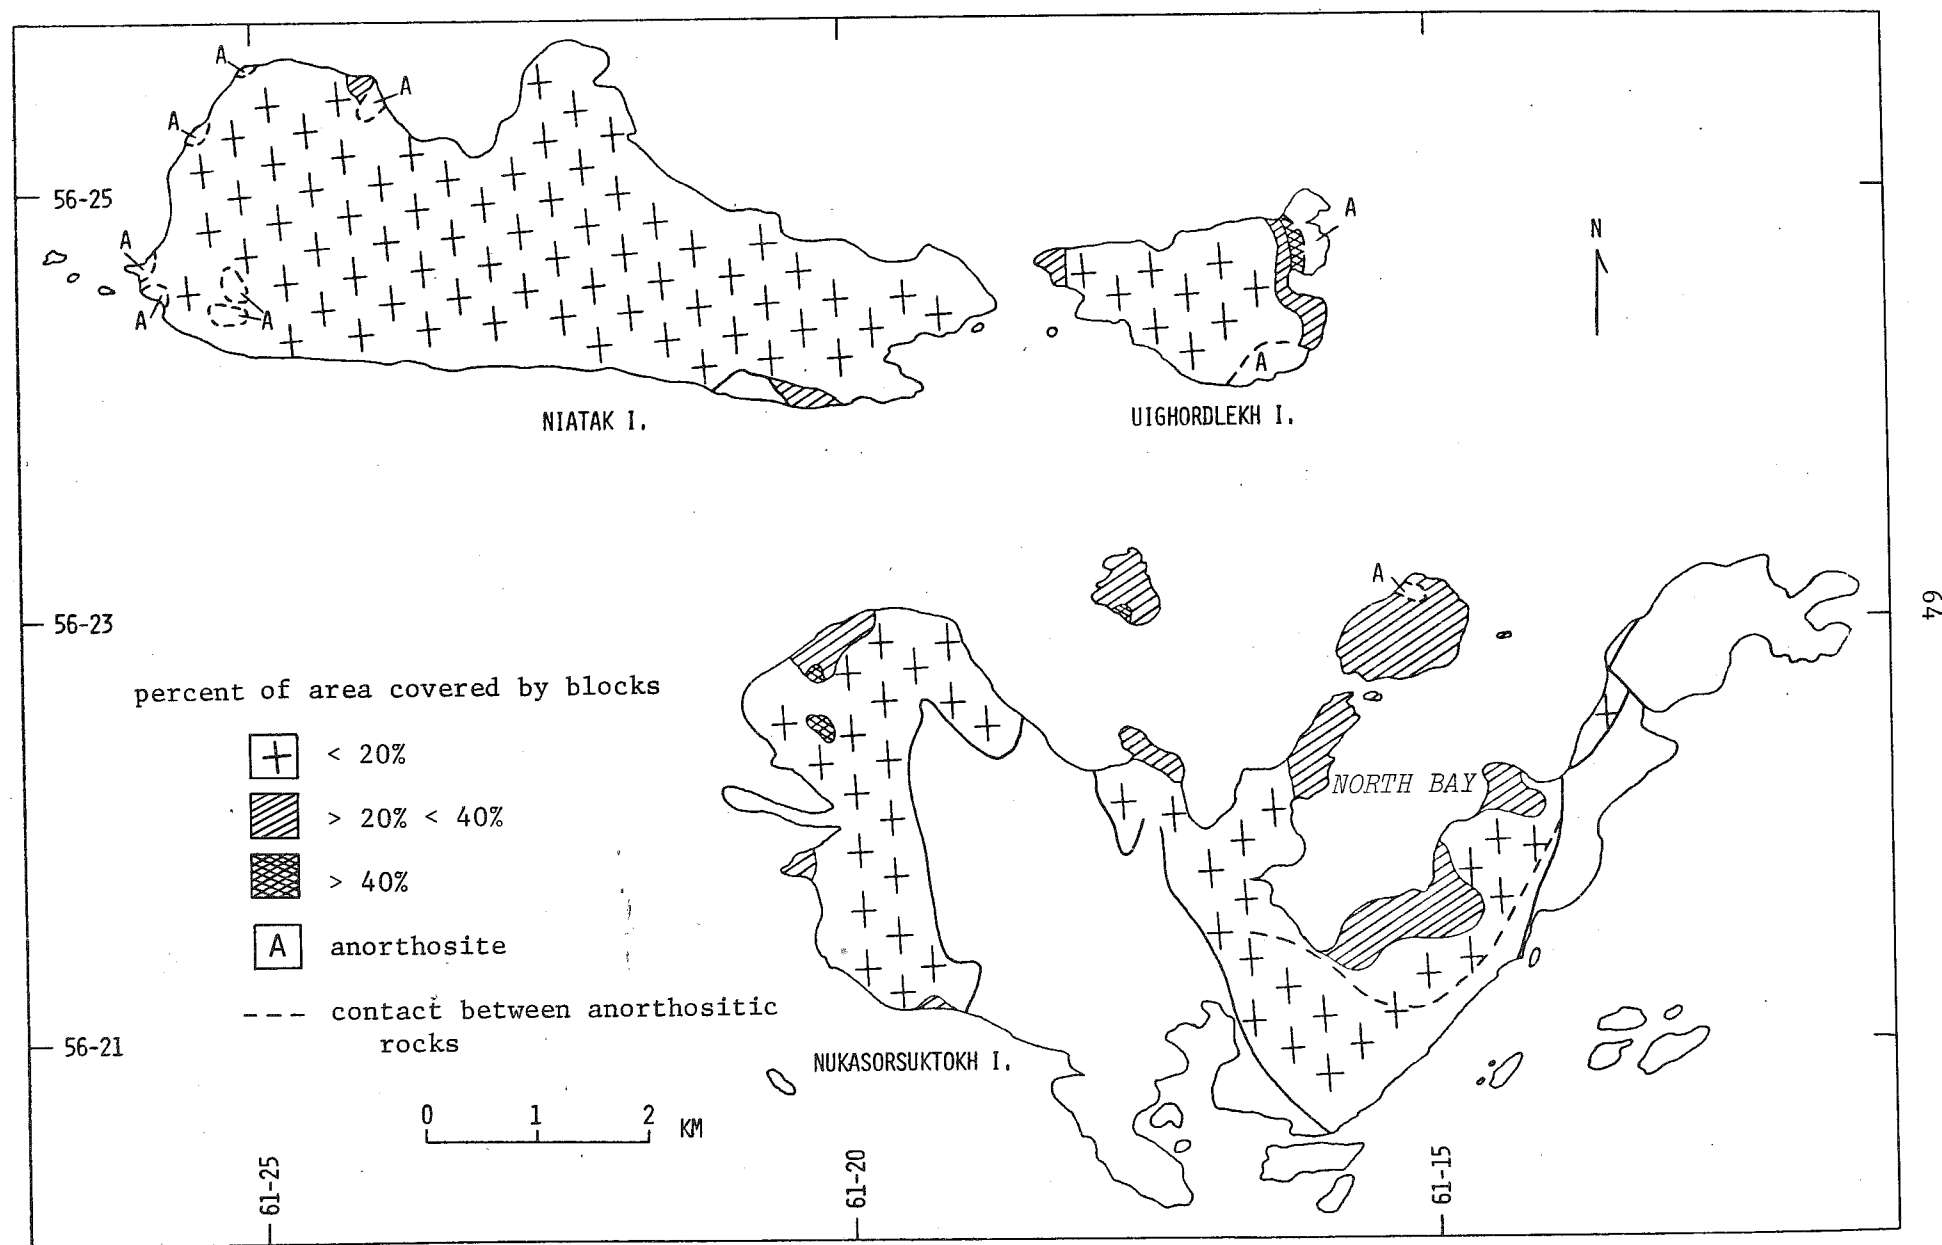 A
A
A
56-25
A
A
A
A
N
A
A
NIATAK I.
UIGHORDLEKH I.
A
56-23
64
percent of area covered by blocks
< 20%
> 20% < 40%
> 40%
A anorthosite
--- contact between anorthositic
rocks
NORTH BAY
56-21
NUKASORSUKTOKH I.
0 1 2 KM
61-25
61-20
61-15